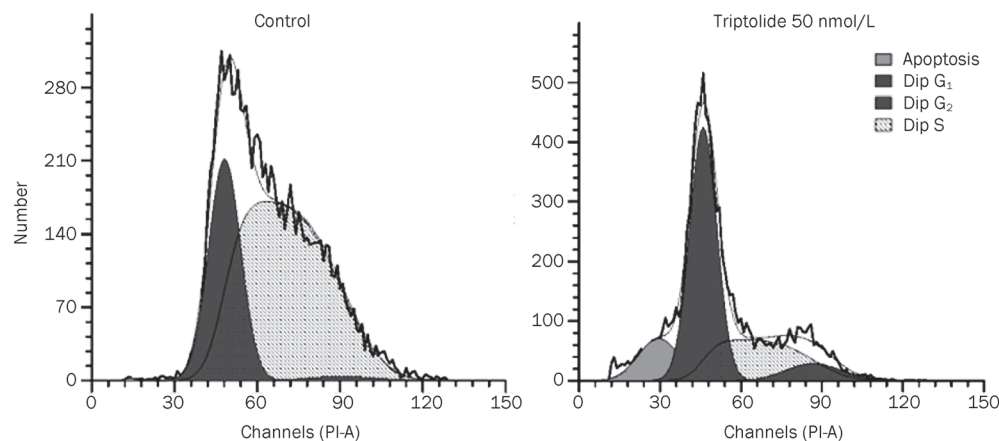 Control
Number
280
210
140
70
0
0 30 60 90 120 150
Channels (PI-A)
Triptolide 50 nmol/L
500
400
300
200
100
0
0 30 60 90 120 150
Channels (PI-A)
Apoptosis
Dip G₁
Dip G₂
Dip S